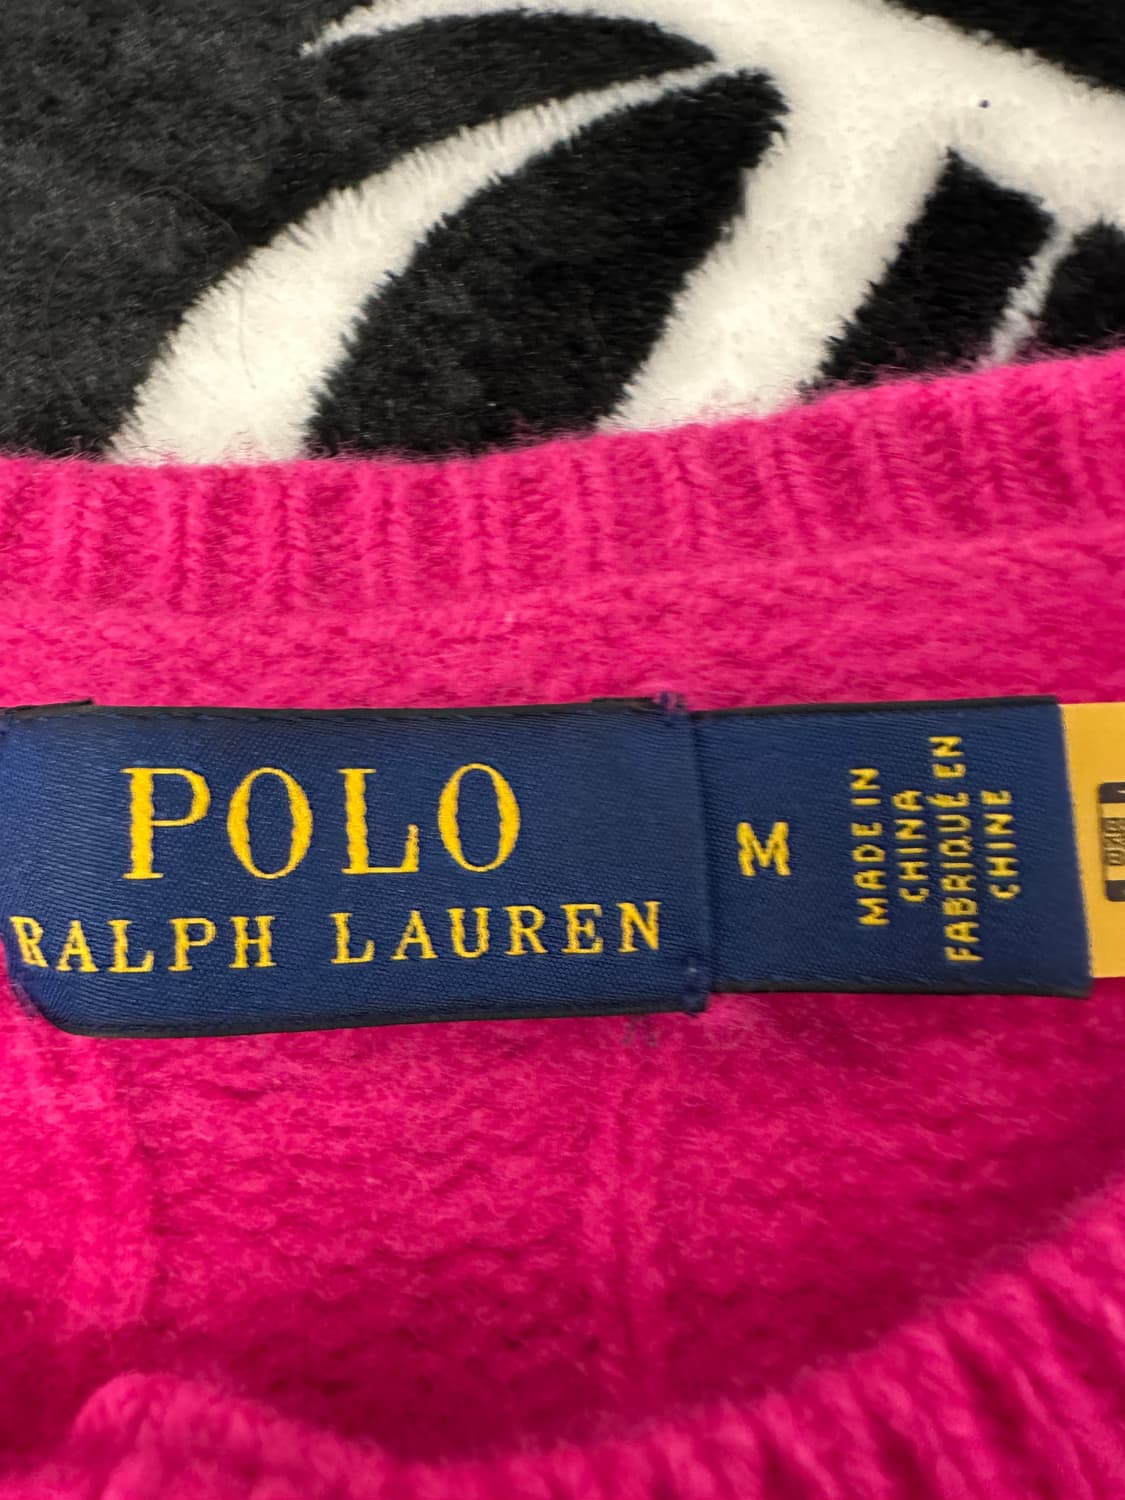 POLO
RALPH LAUREN
M
MADE IN
CHINA
FABRIQUÉ EN
CHINE